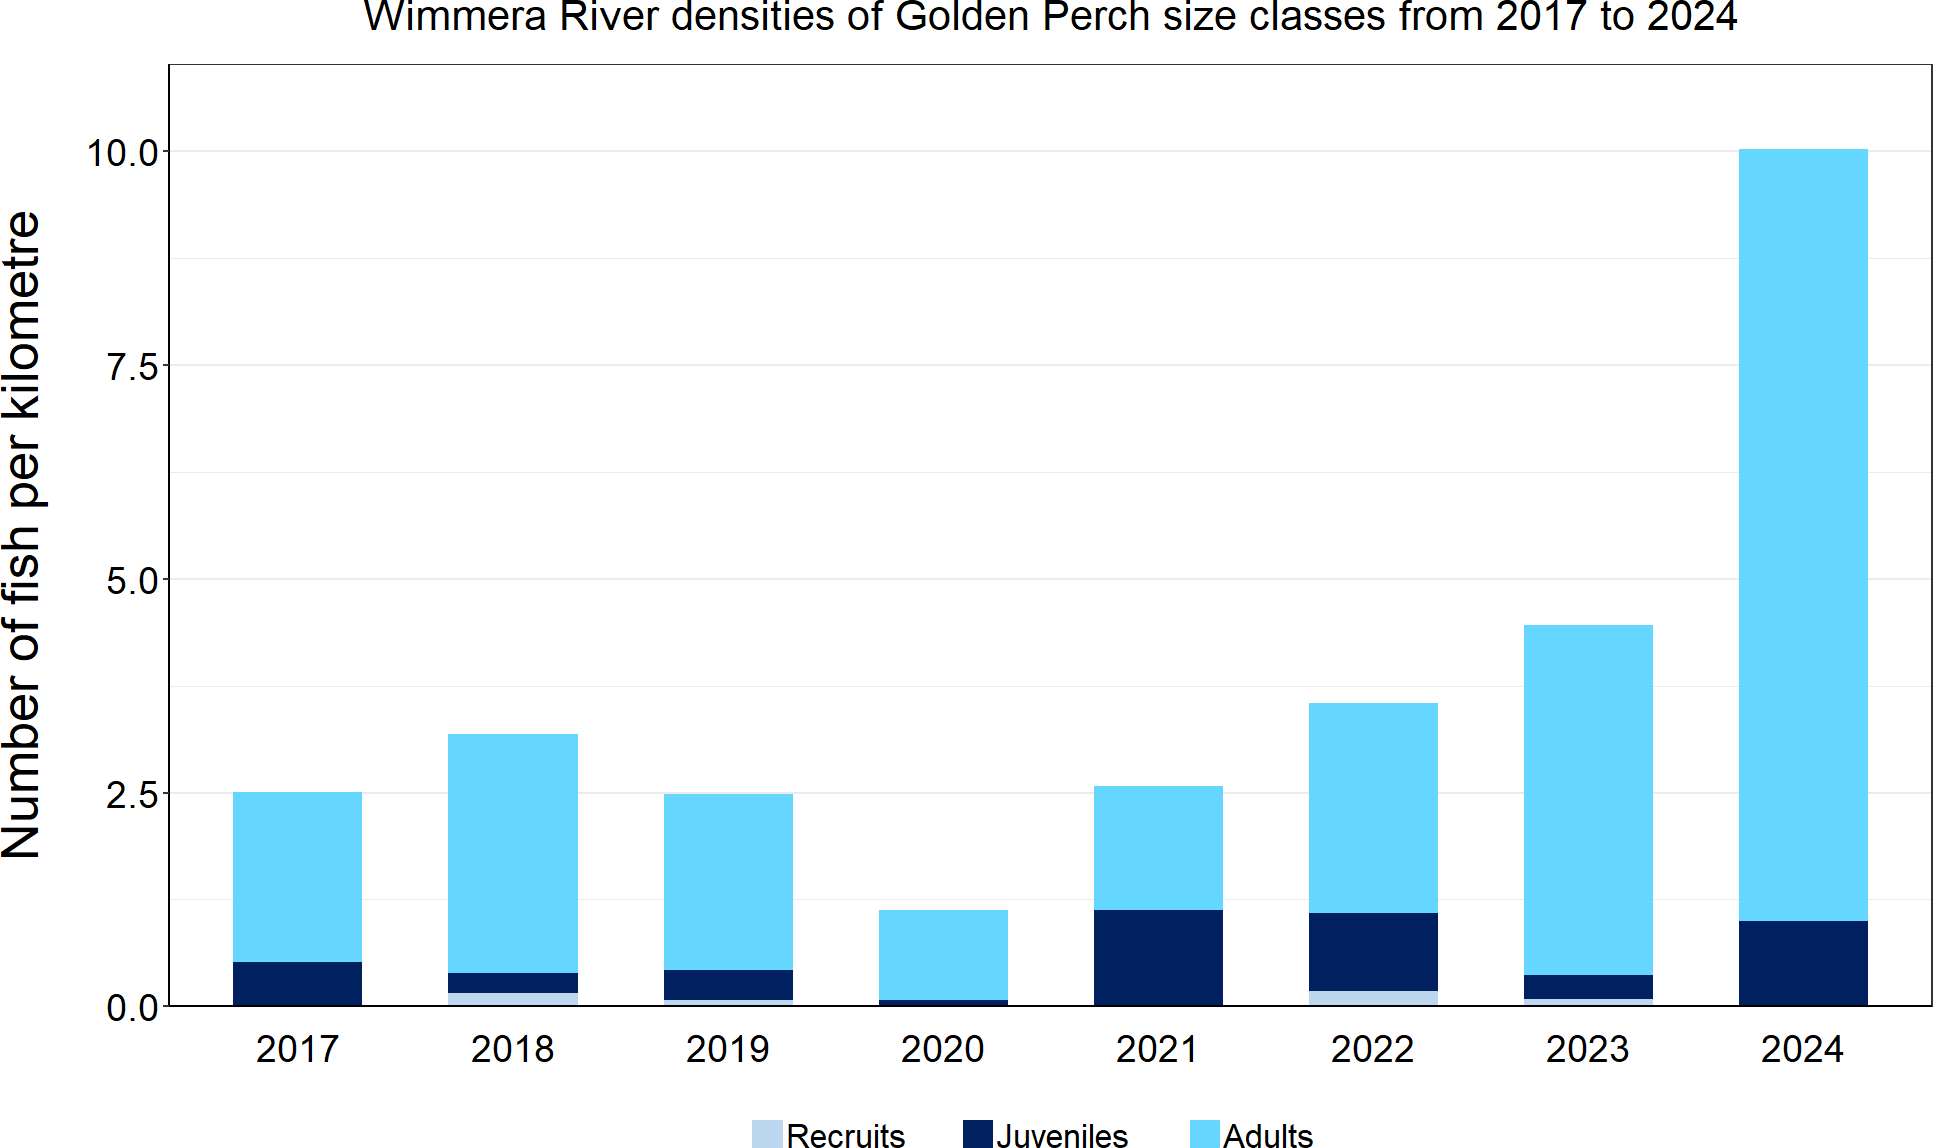 Wimmera River densities of Golden Perch size classes from 2017 to 2024
Number of fish per kilometre
10.0
7.5
5.0
2.5
0.0
2017 2018 2019 2020 2021 2022 2023 2024
Recruits Juveniles Adults